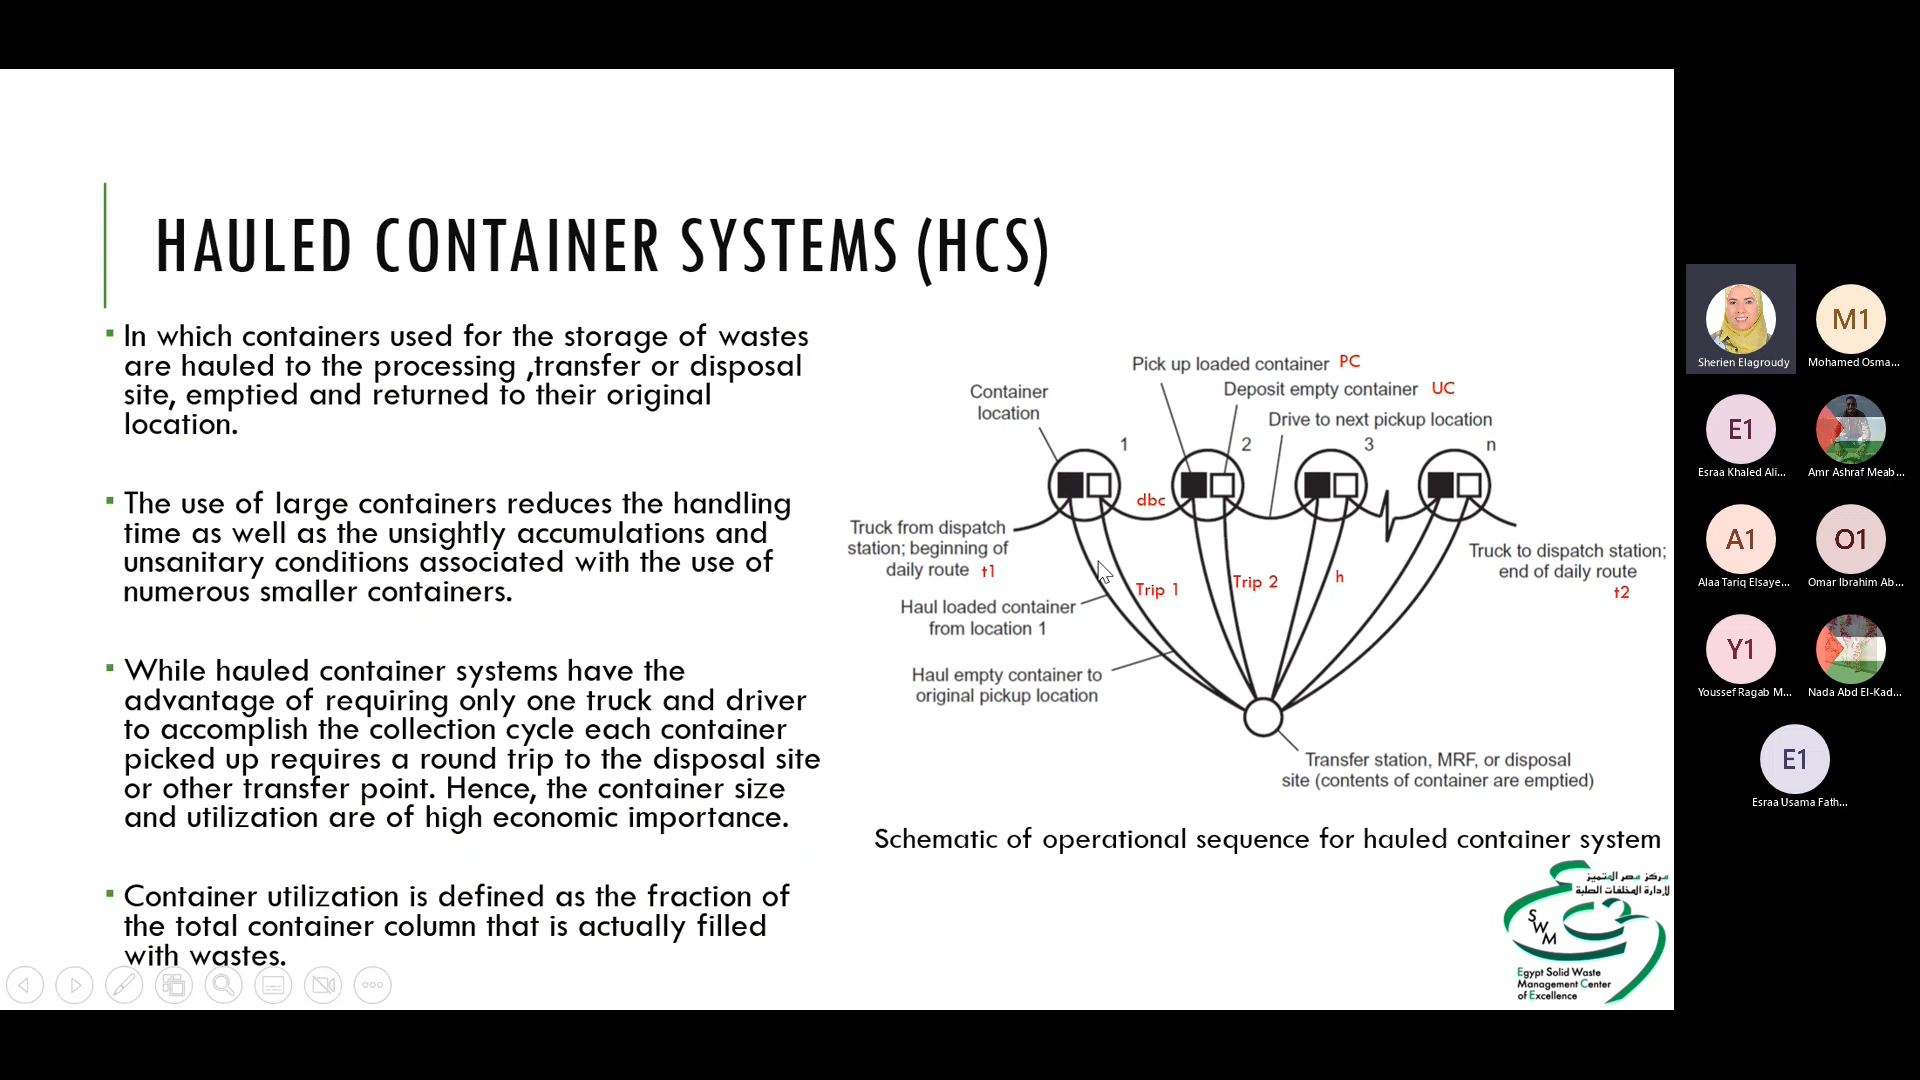 HAULED CONTAINER SYSTEMS (HCS)
In which containers used for the storage of wastes
are hauled to the processing ,transfer or disposal
site, emptied and returned to their original
location.
The use of large containers reduces the handling
time as well as the unsightly accumulations and
unsanitary conditions associated with the use of
numerous smaller containers.
While hauled container systems have the
advantage of requiring only one truck and driver
to accomplish the collection cycle each container
picked up requires a round trip to the disposal site
or other transfer point. Hence, the container size
and utilization are of high economic importance.
Container utilization is defined as the fraction of
the total container column that is actually filled
with wastes.
Pick up loaded container PC
Deposit empty container UC
Container
location
Drive to next pickup location
1
2
3
n
dbc
Truck from dispatch
station; beginning of
daily route t1
Truck to dispatch station;
end of daily route
t2
Trip 1
Trip 2
h
Haul loaded container
from location 1
Haul empty container to
original pickup location
Transfer station, MRF, or disposal
site (contents of container are emptied)
Schematic of operational sequence for hauled container system
مركز مصر المتميز
لإدارة المخلفات الصلبة
SWM
Egypt Solid Waste
Management Center
of Excellence
Sherien Elagroudy
M1
Mohamed Osma...
E1
Esraa Khaled Ali...
Amr Ashraf Meab...
A1
Alaa Tariq Elsaye...
O1
Omar Ibrahim Ab...
Y1
Youssef Ragab M...
Nada Abd El-Kad...
E1
Esraa Usama Fath...